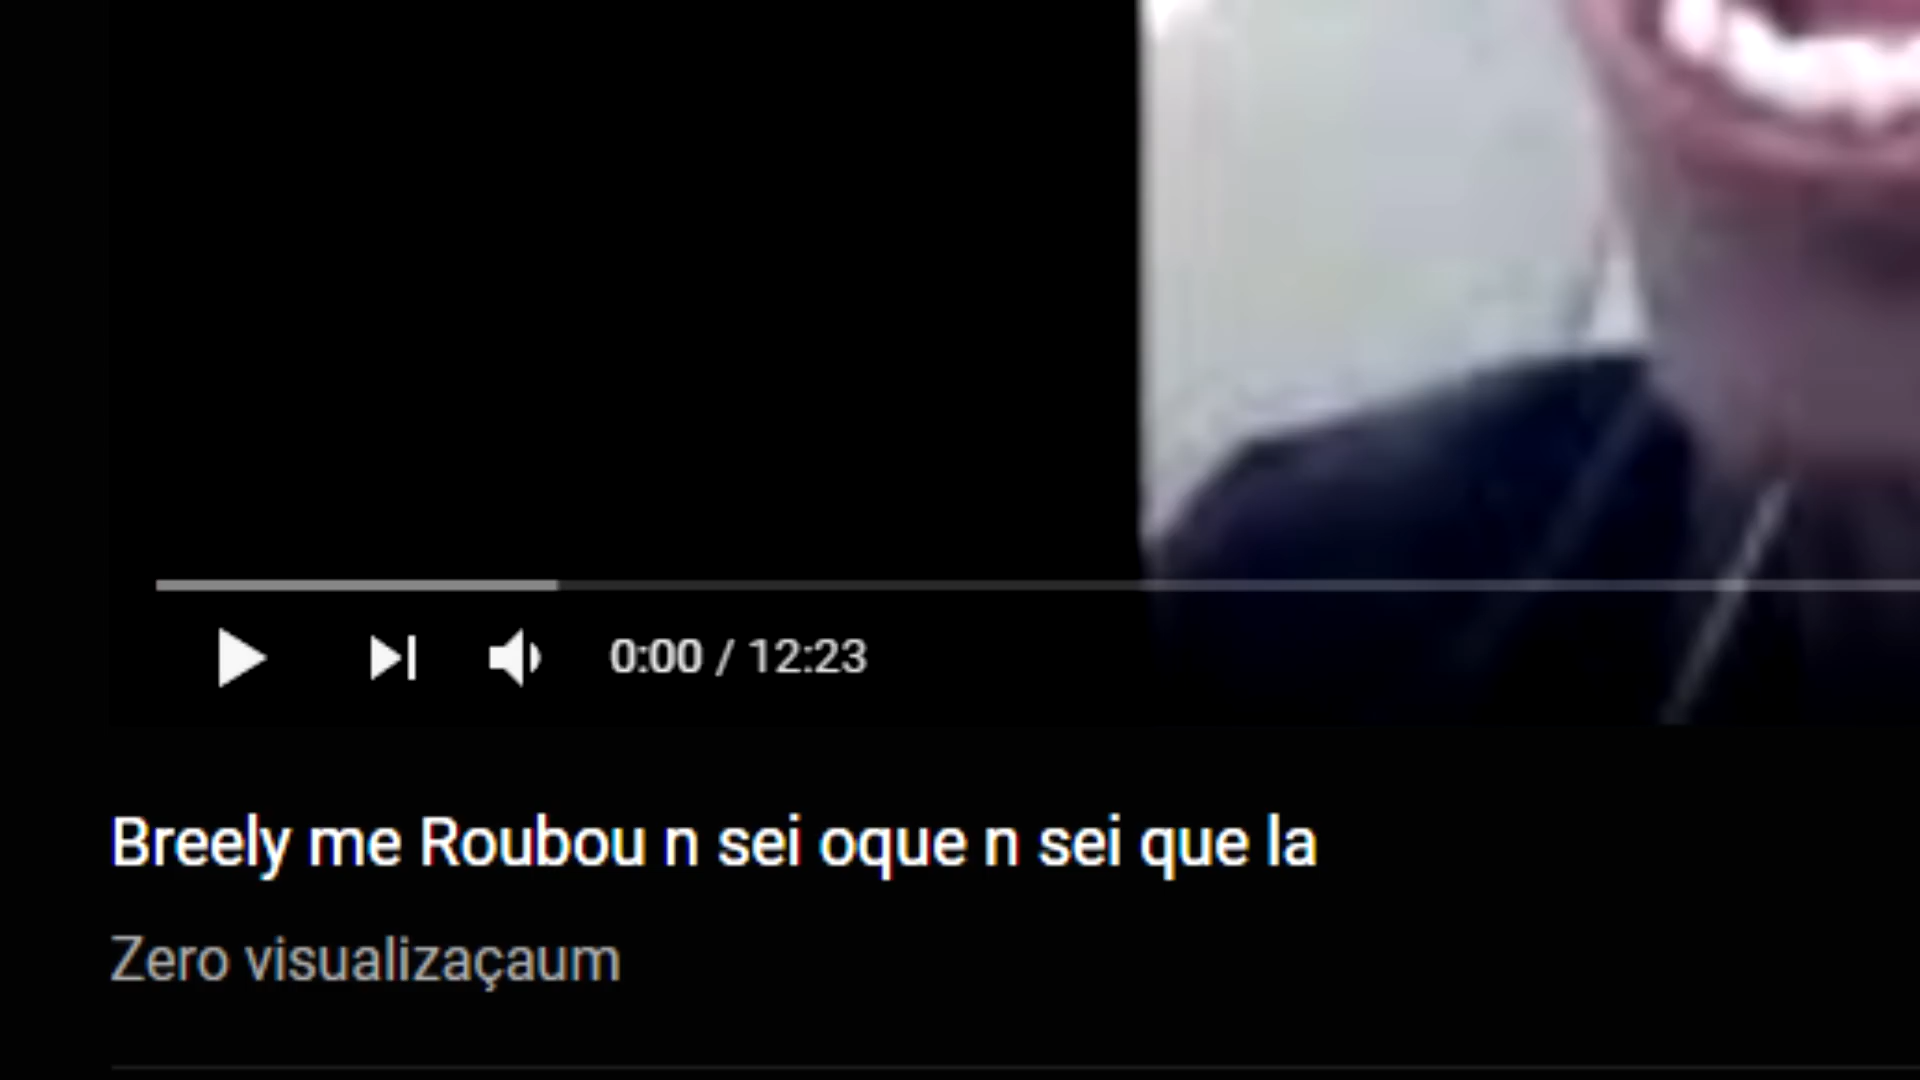 0:00 / 12:23
Breely me Roubou n sei oque n sei que la
Zero visualizaçaum